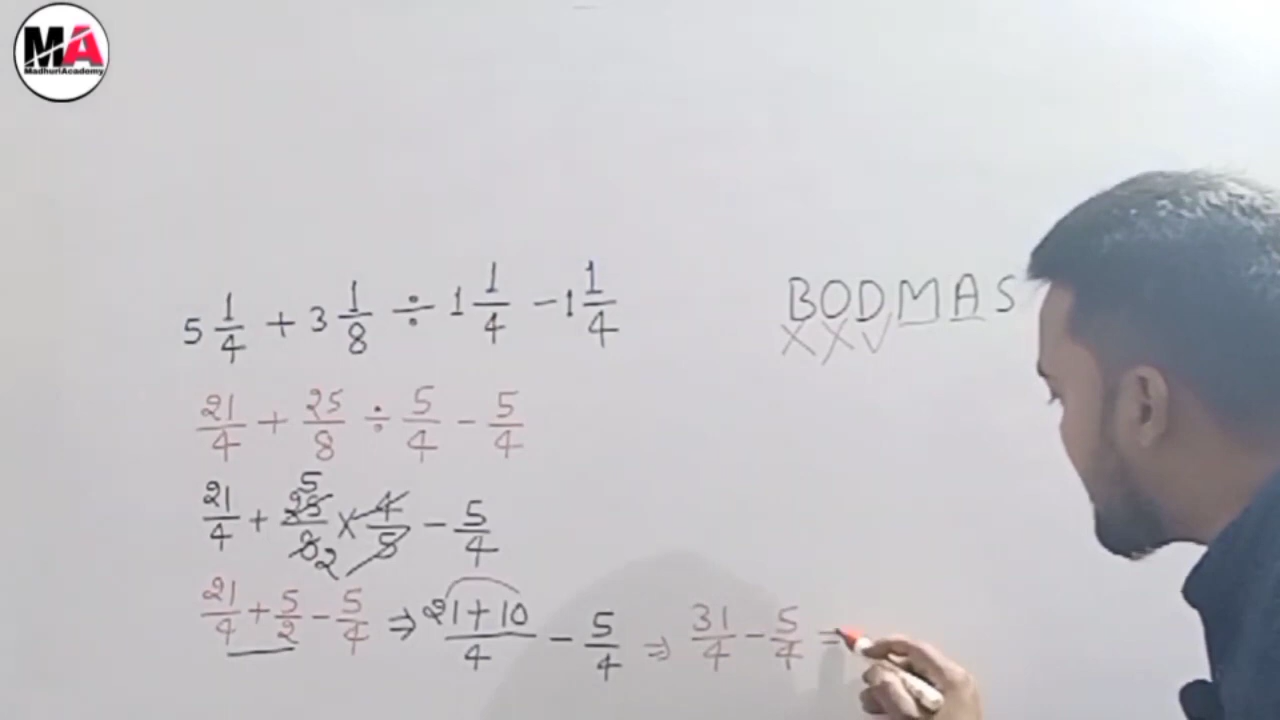 MA
MadhuriAcademy
5 1/4 + 3 1/8 ÷ 1 1/4 - 1 1/4
BODMAS
X X ✓
21/4 + 25/8 ÷ 5/4 - 5/4
21/4 + 25/8 × 4/5 - 5/4
5 2
21/4 + 5/2 - 5/4 ⇒ 21+10/4 - 5/4 ⇒ 31/4 - 5/4 =